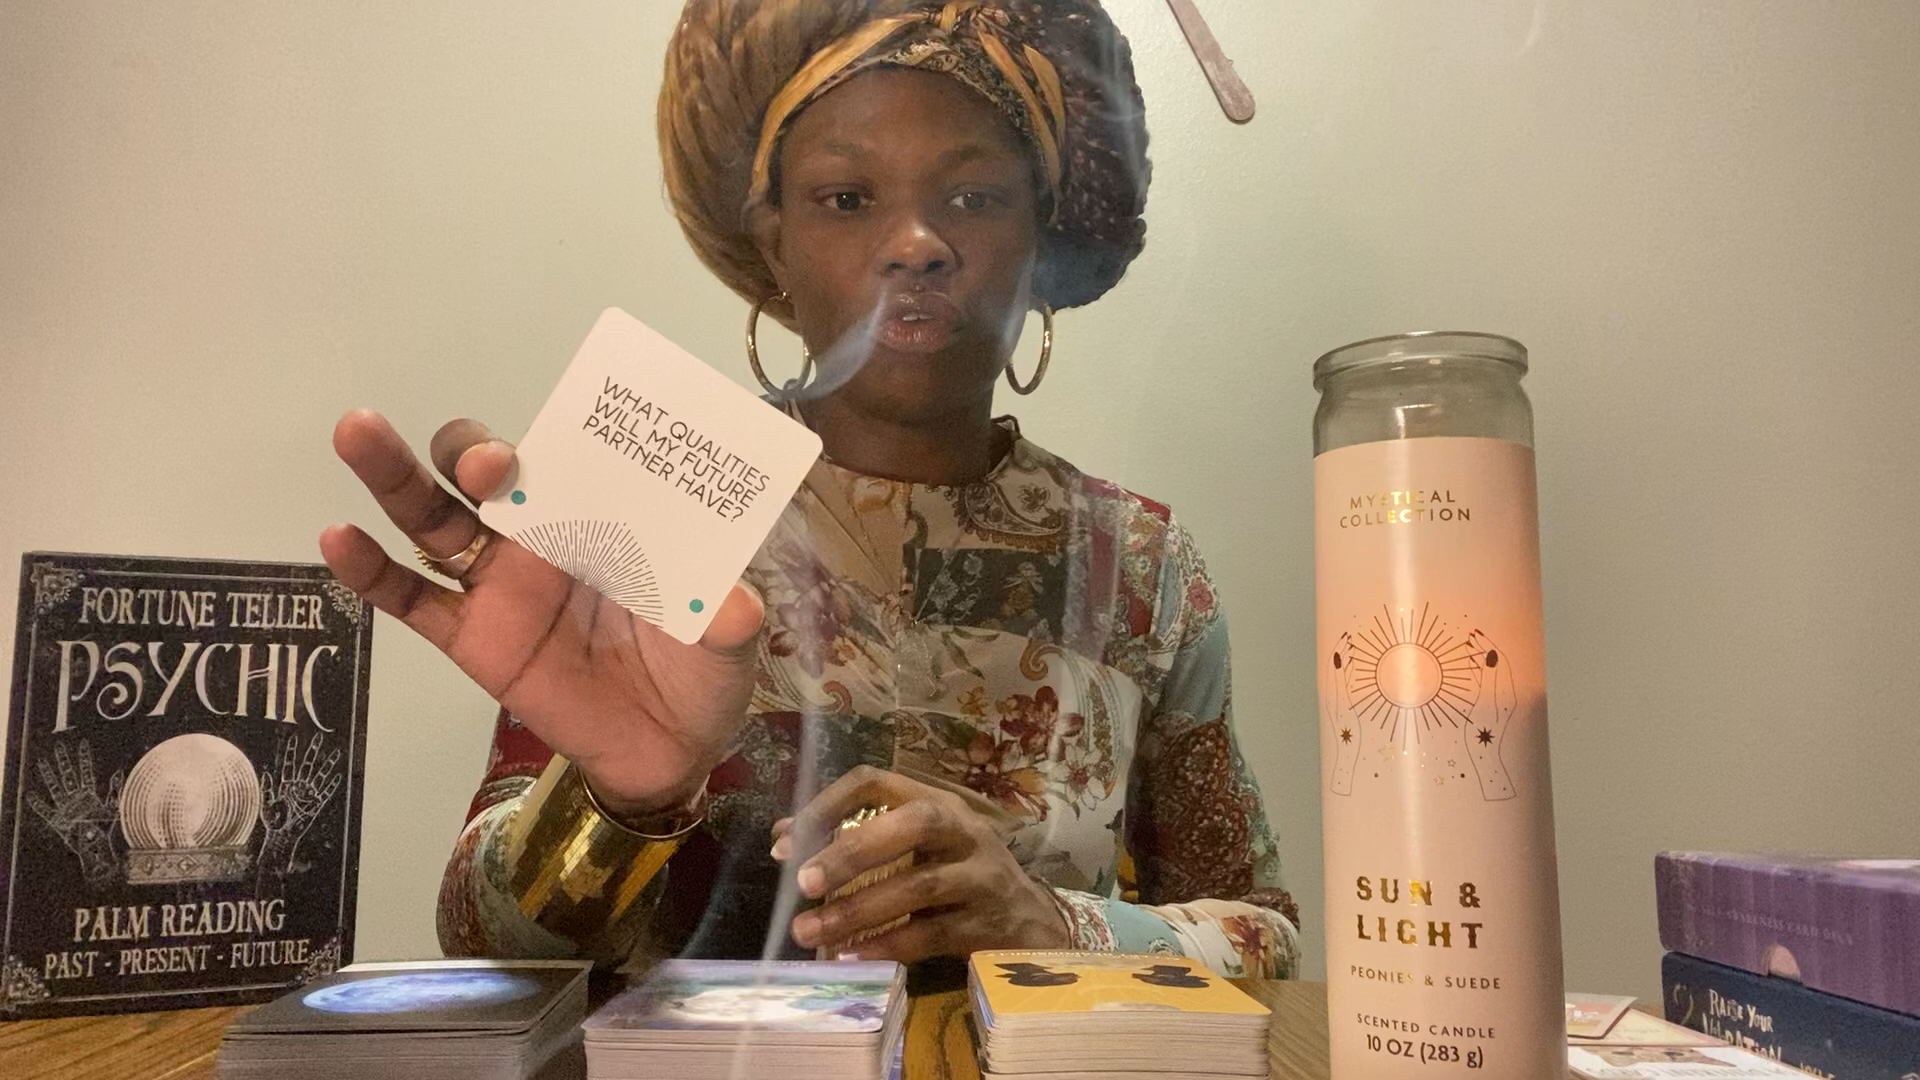 WHAT QUALITIES
WILL MY FUTURE
PARTNER HAVE?
FORTUNE TELLER
PSYCHIC
PALM READING
PAST - PRESENT - FUTURE
MYSTICAL
COLLECTION
SUN &
LIGHT
PEONIES & SUEDE
SCENTED CANDLE
10 OZ (283 g)
RAISE YOUR
VIBRATION